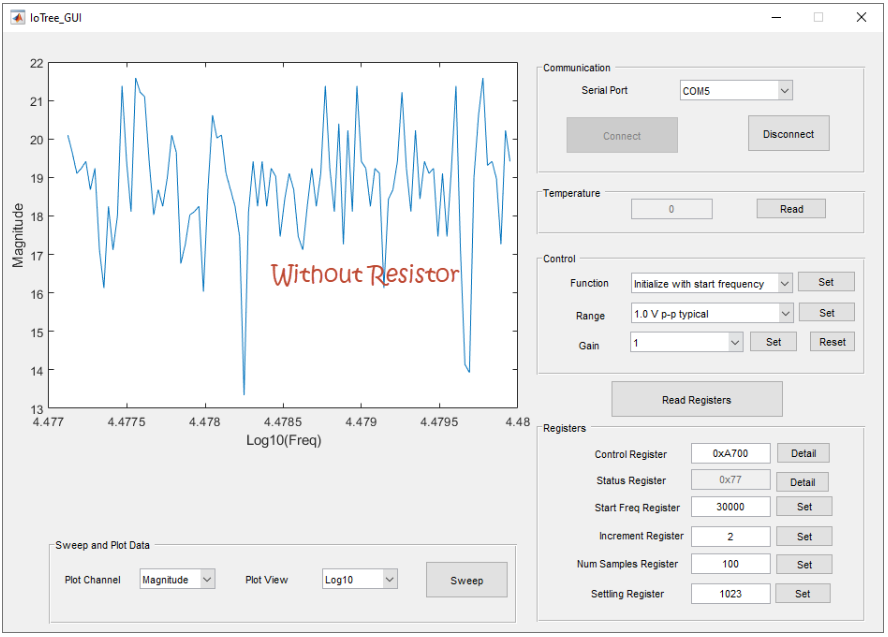 IoTree_GUI
22
21
20
19
18
17
16
15
14
13
Magnitude
Without Resistor
4.477 4.4775 4.478 4.4785 4.479 4.4795 4.48
Log10(Freq)
Sweep and Plot Data
Plot Channel Magnitude Plot View Log10 Sweep
Communication
Serial Port COM5
Connect Disconnect
Temperature
0 Read
Control
Function Initialize with start frequency Set
Range 1.0 V p-p typical Set
Gain 1 Set Reset
Read Registers
Registers
Control Register 0xA700 Detail
Status Register 0x77 Detail
Start Freq Register 30000 Set
Increment Register 2 Set
Num Samples Register 100 Set
Settling Register 1023 Set